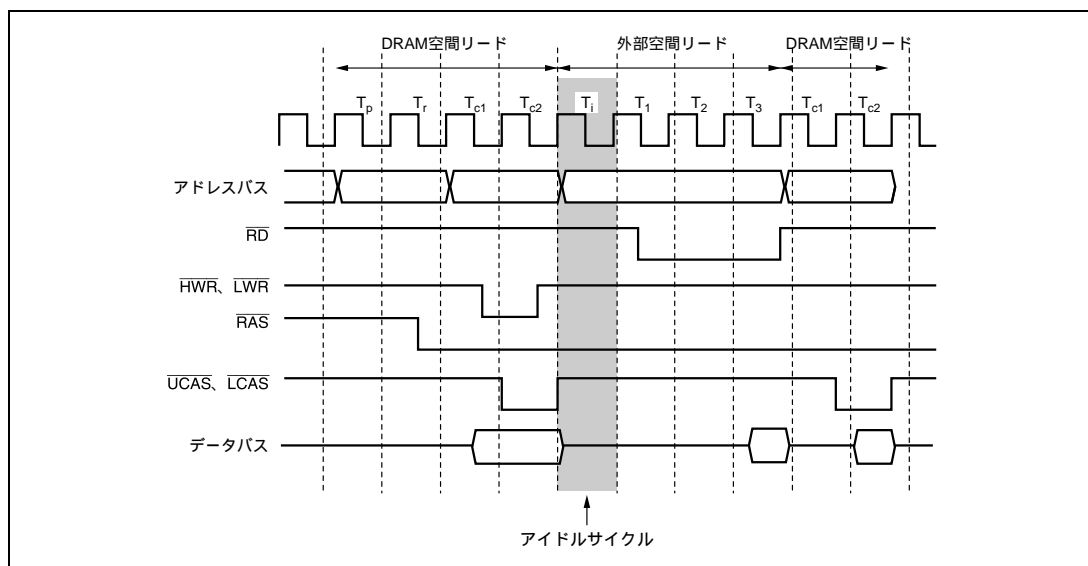 DRAM空間リード 外部空間リード DRAM空間リード
Tp Tr Tc1 Tc2 Ti T1 T2 T3 Tc1 Tc2
アドレスバス
RD
HWR、LWR
RAS
UCAS、LCAS
データバス
アイドルサイクル